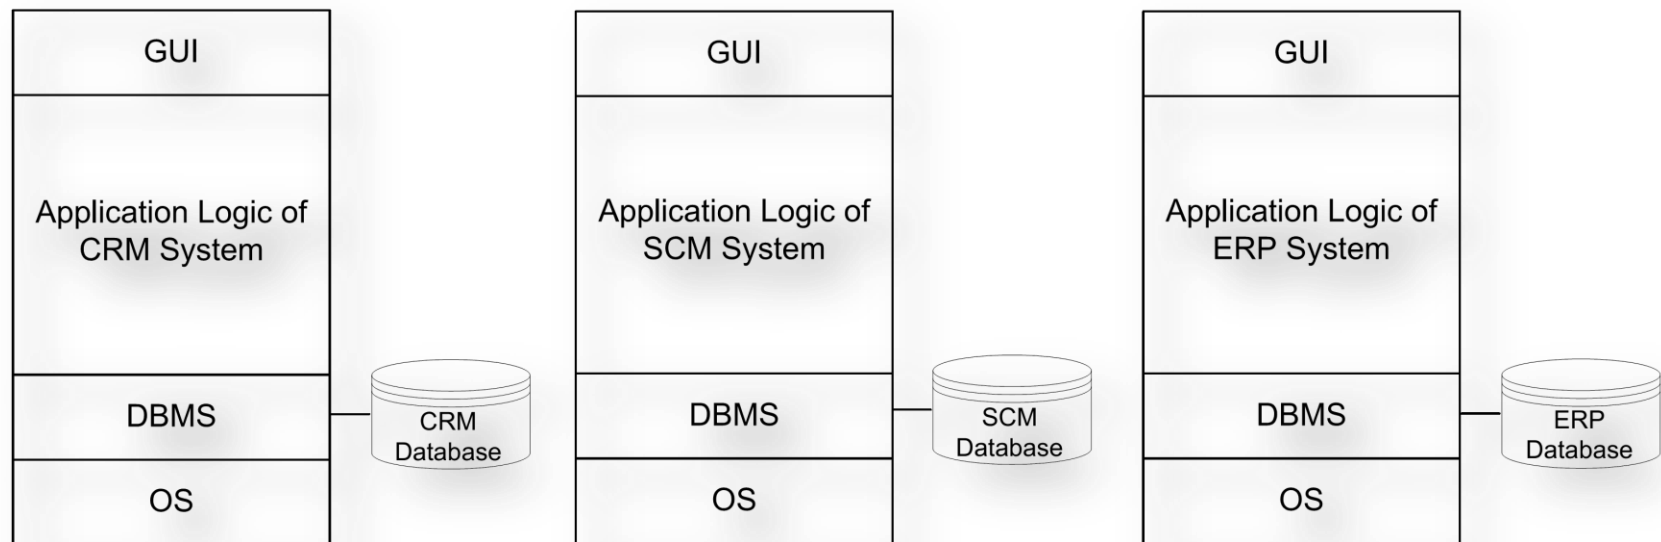 GUI
Application Logic of
CRM System
DBMS
OS
CRM
Database
GUI
Application Logic of
SCM System
DBMS
OS
SCM
Database
GUI
Application Logic of
ERP System
DBMS
OS
ERP
Database